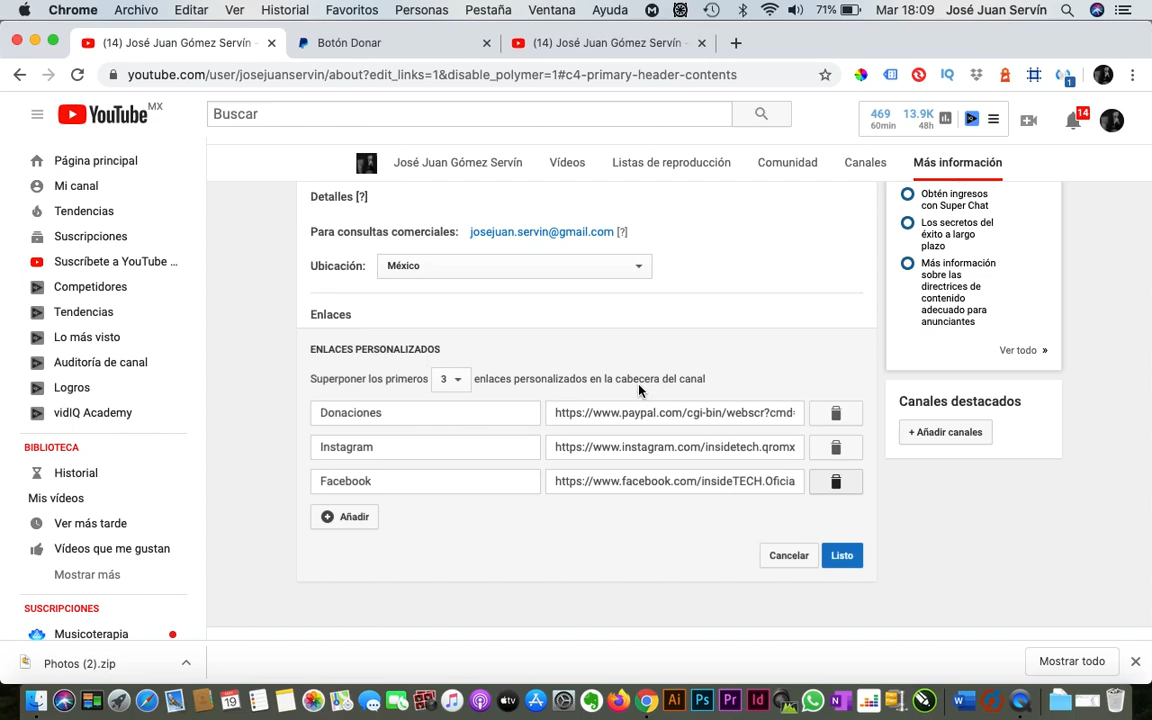 Chrome Archivo Editar Ver Historial Favoritos Personas Pestaña Ventana Ayuda 71% Mar 18:09 José Juan Servín
(14) José Juan Gómez Servín - Botón Donar (14) José Juan Gómez Servín -
youtube.com/user/josejuanservin/about?edit_links=1&disable_polymer=1#c4-primary-header-contents
YouTube MX
Buscar
469 13.9K
60min 48h
14
José Juan Gómez Servín Vídeos Listas de reproducción Comunidad Canales Más información
Página principal
Mi canal
Tendencias
Suscripciones
Suscríbete a YouTube ...
Competidores
Tendencias
Lo más visto
Auditoría de canal
Logros
vidIQ Academy
BIBLIOTECA
Historial
Mis vídeos
Ver más tarde
Vídeos que me gustan
Mostrar más
SUSCRIPCIONES
Musicoterapia
Detalles [?]
Para consultas comerciales: josejuan.servin@gmail.com [?]
Ubicación: México
Enlaces
ENLACES PERSONALIZADOS
Superponer los primeros 3 enlaces personalizados en la cabecera del canal
Donaciones https://www.paypal.com/cgi-bin/webscr?cmd=
Instagram https://www.instagram.com/insidetech.qromx
Facebook https://www.facebook.com/insideTECH.Oficia
Añadir
Cancelar Listo
Obtén ingresos
con Super Chat
Los secretos del
éxito a largo
plazo
Más información
sobre las
directrices de
contenido
adecuado para
anunciantes
Ver todo »
Canales destacados
+ Añadir canales
Photos (2).zip
Mostrar todo